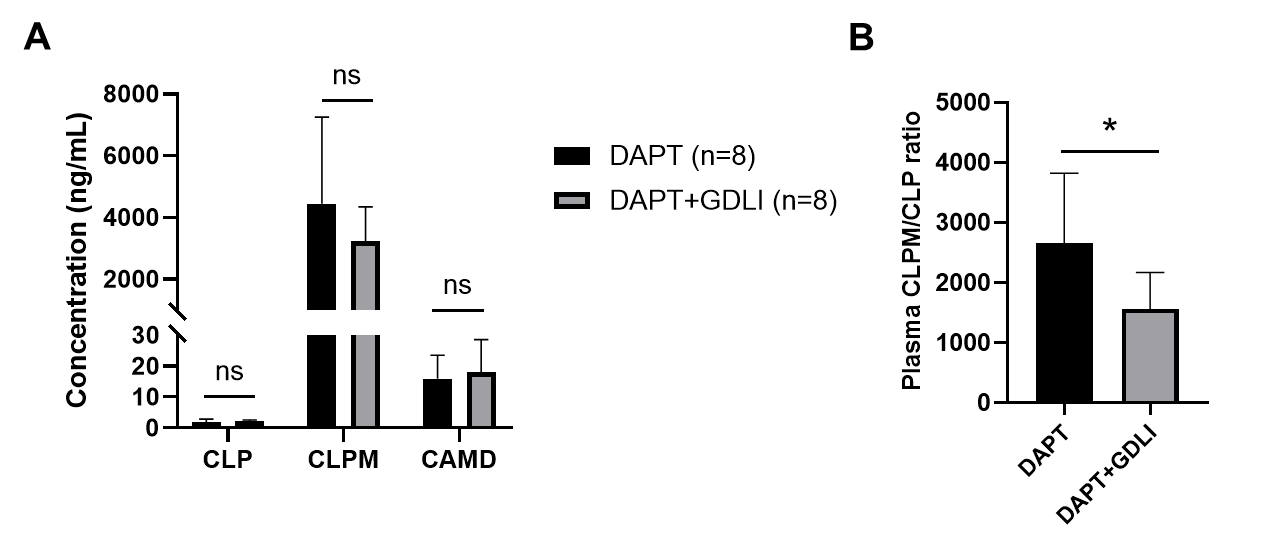 A
Concentration (ng/mL)
8000
6000
4000
2000
30
20
10
0
ns
ns
ns
CLP
CLPM
CAMD
DAPT (n=8)
DAPT+GDLI (n=8)
B
Plasma CLPM/CLP ratio
5000
4000
3000
2000
1000
0
*
DAPT
DAPT+GDLI